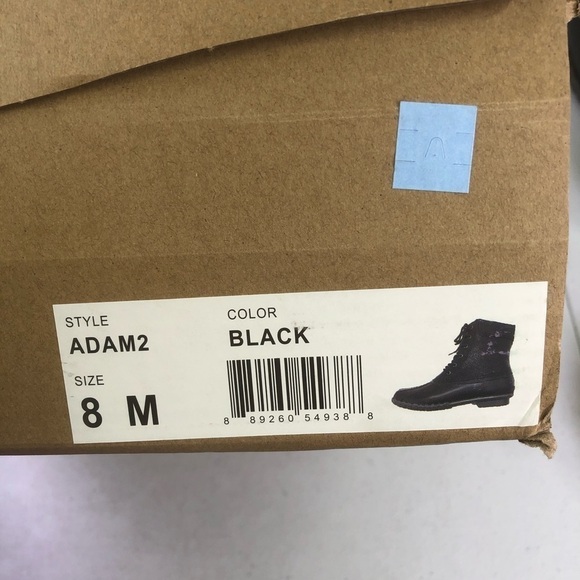 STYLE
ADAM2
COLOR
BLACK
SIZE
8 M
8 89260 54938 8